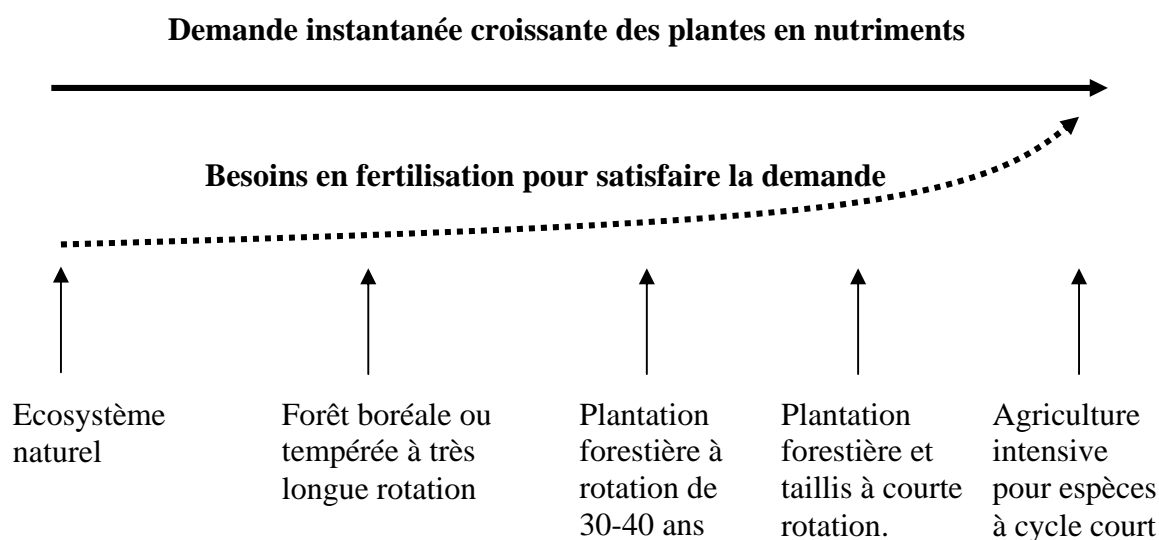 Demande instantanée croissante des plantes en nutriments
Besoins en fertilisation pour satisfaire la demande
Ecosystème
naturel
Forêt boréale ou
tempérée à très
longue rotation
Plantation
forestière à
rotation de
30-40 ans
Plantation
forestière et
taillis à courte
rotation.
Agriculture
intensive
pour espèces
à cycle court